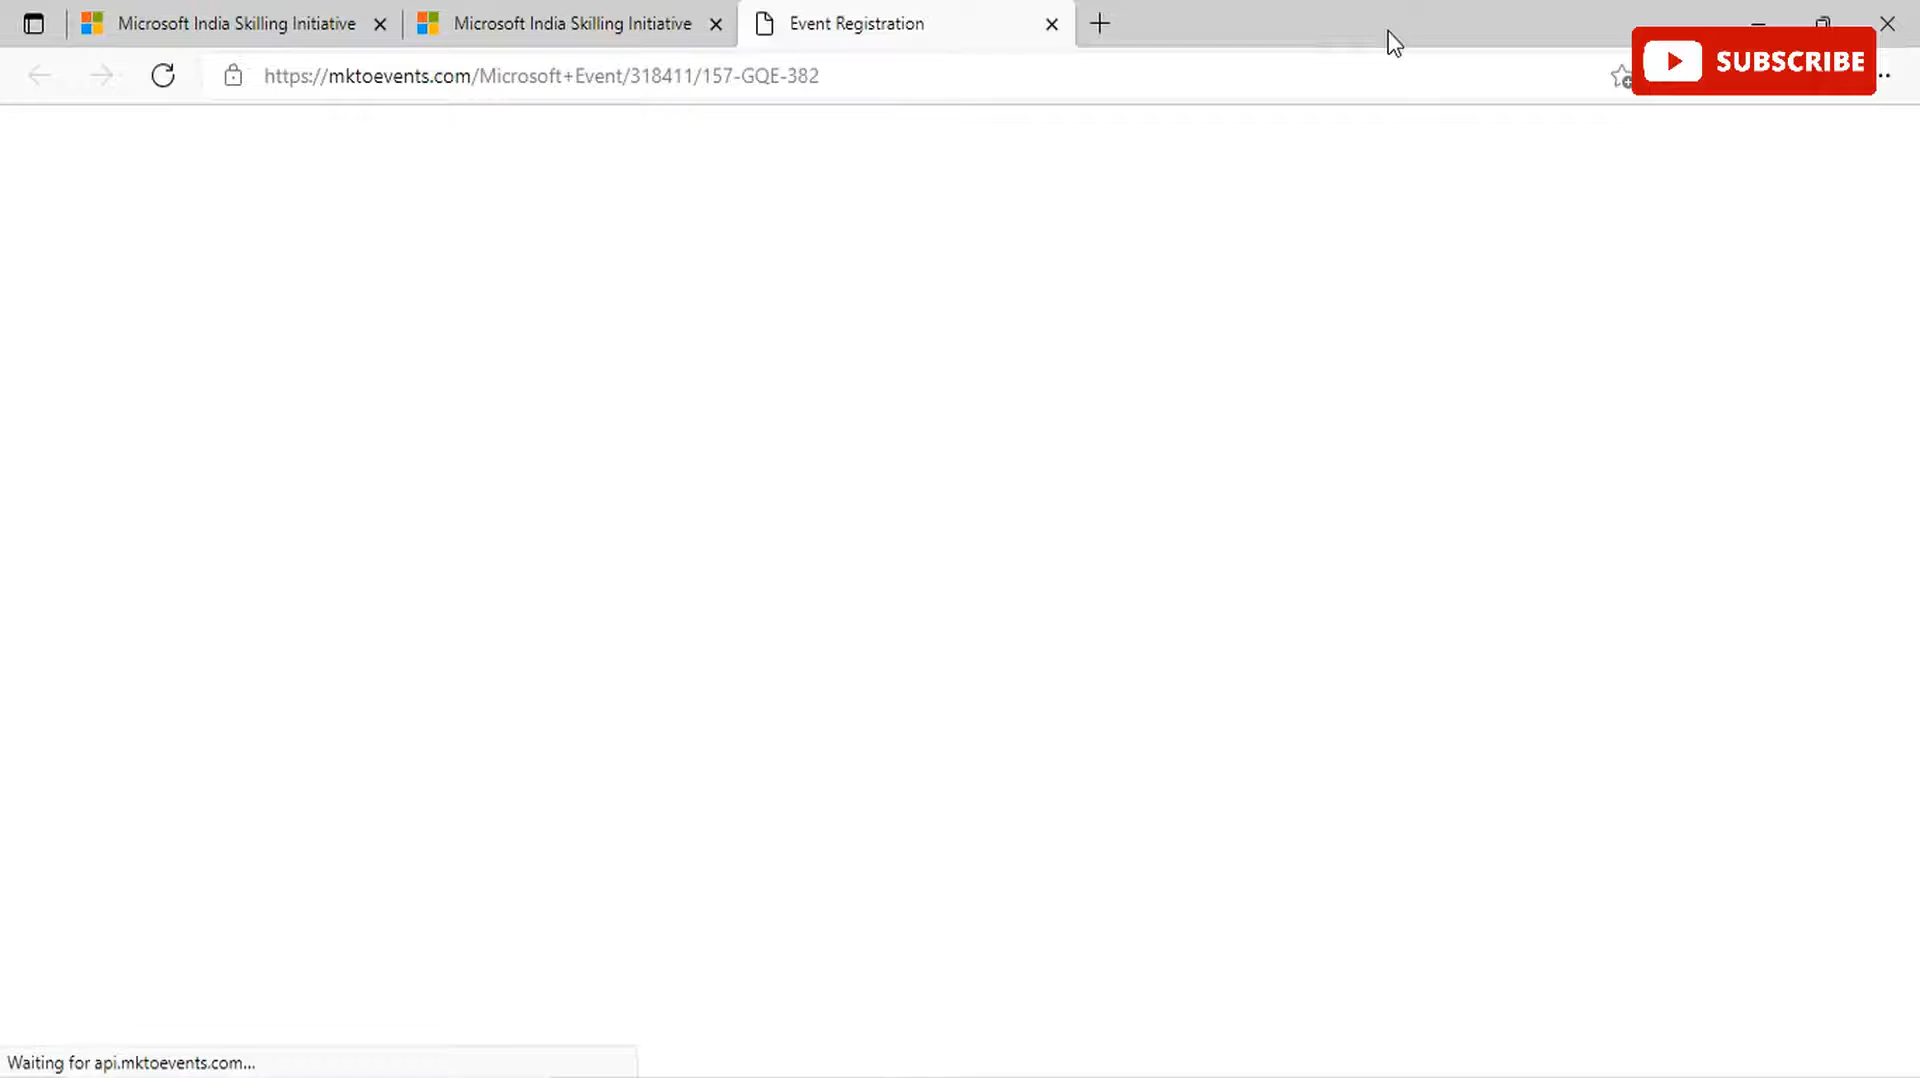 Microsoft India Skilling Initiative
Microsoft India Skilling Initiative
Event Registration
https://mktoevents.com/Microsoft+Event/318411/157-GQE-382
SUBSCRIBE
Waiting for api.mktoevents.com...